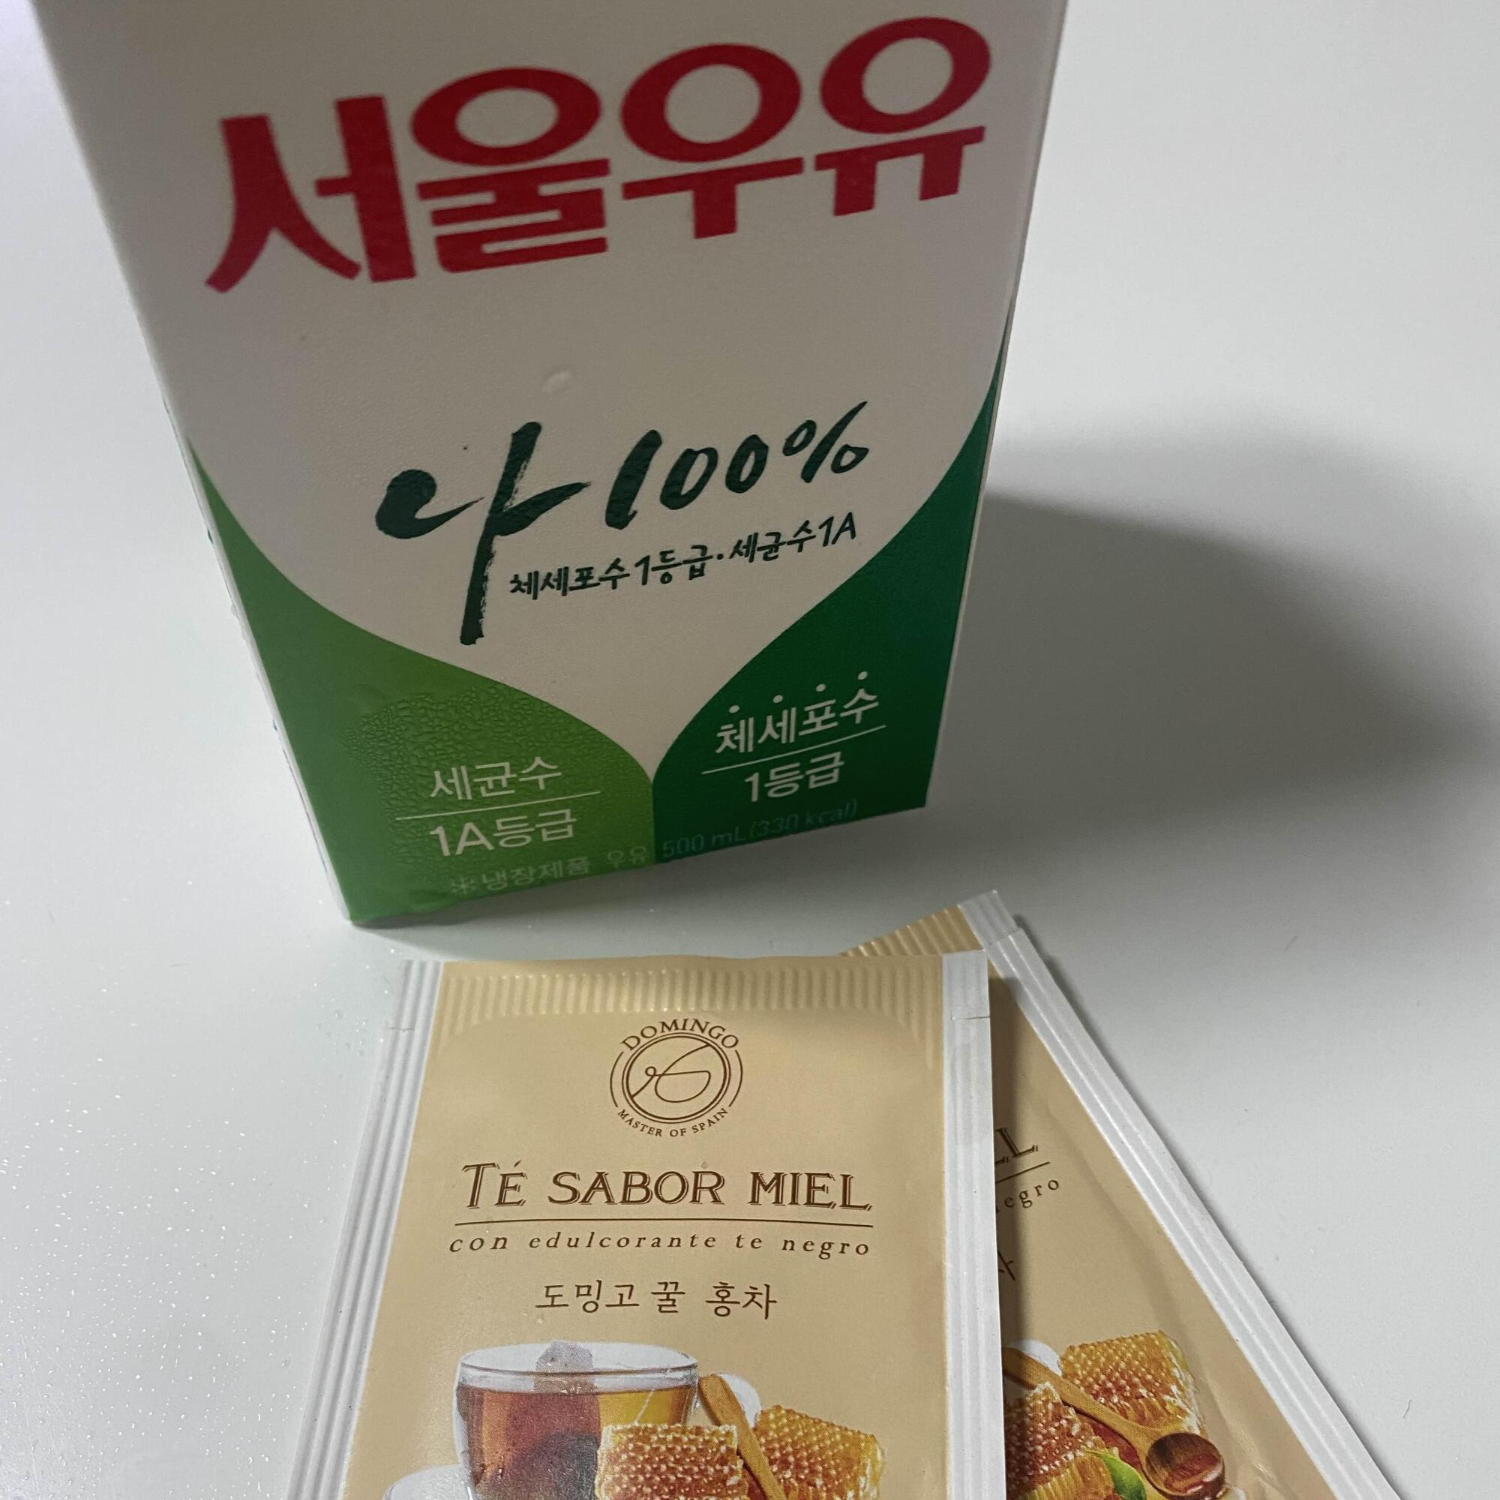 서울우유
나100%
체세포수1등급·세균수1A
세균수
1A등급
체세포수
1등급
※냉장제품 우유 500 mL(330 kcal)
DOMINGO
MASTER OF SPAIN
TÉ SABOR MIEL
con edulcorante te negro
도밍고 꿀 홍차
EL
egro
차